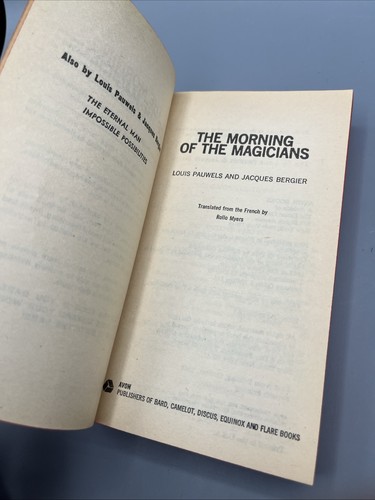 Also by Louis Pauwels & Jacques
THE ETERNAL MAN
IMPOSSIBLE POSSIBILITIES
THE MORNING
OF THE MAGICIANS
LOUIS PAUWELS AND JACQUES BERGIER
Translated from the French by
Rollo Myers
AVON
PUBLISHERS OF BARD, CAMELOT, DISCUS, EQUINOX AND FLARE BOOKS